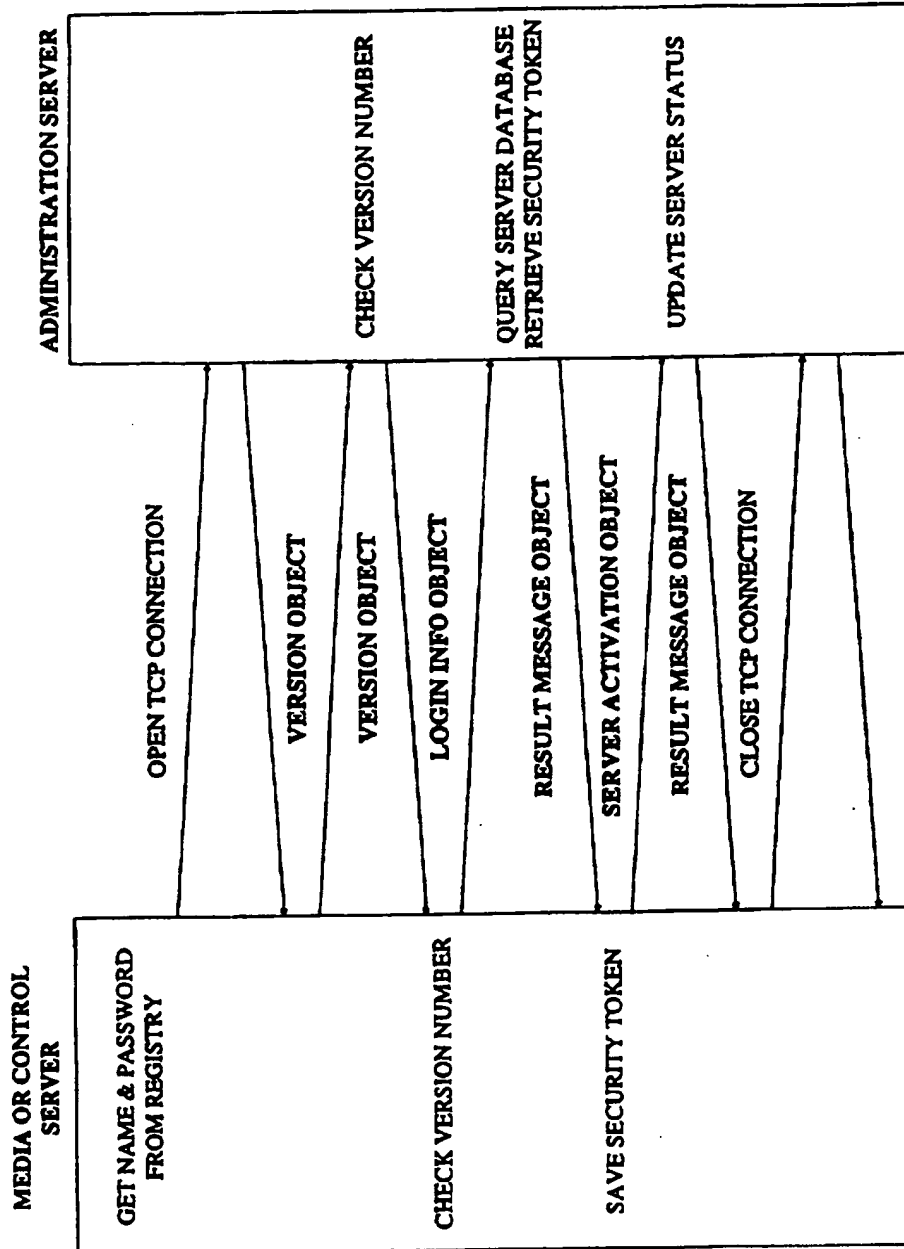 MEDIA OR CONTROL
SERVER
ADMINISTRATION SERVER
GET NAME & PASSWORD
FROM REGISTRY
OPEN TCP CONNECTION
VERSION OBJECT
VERSION OBJECT
CHECK VERSION NUMBER
CHECK VERSION NUMBER
LOGIN INFO OBJECT
QUERY SERVER DATABASE
RETRIEVE SECURITY TOKEN
RESULT MESSAGE OBJECT
SAVE SECURITY TOKEN
SERVER ACTIVATION OBJECT
UPDATE SERVER STATUS
RESULT MESSAGE OBJECT
CLOSE TCP CONNECTION